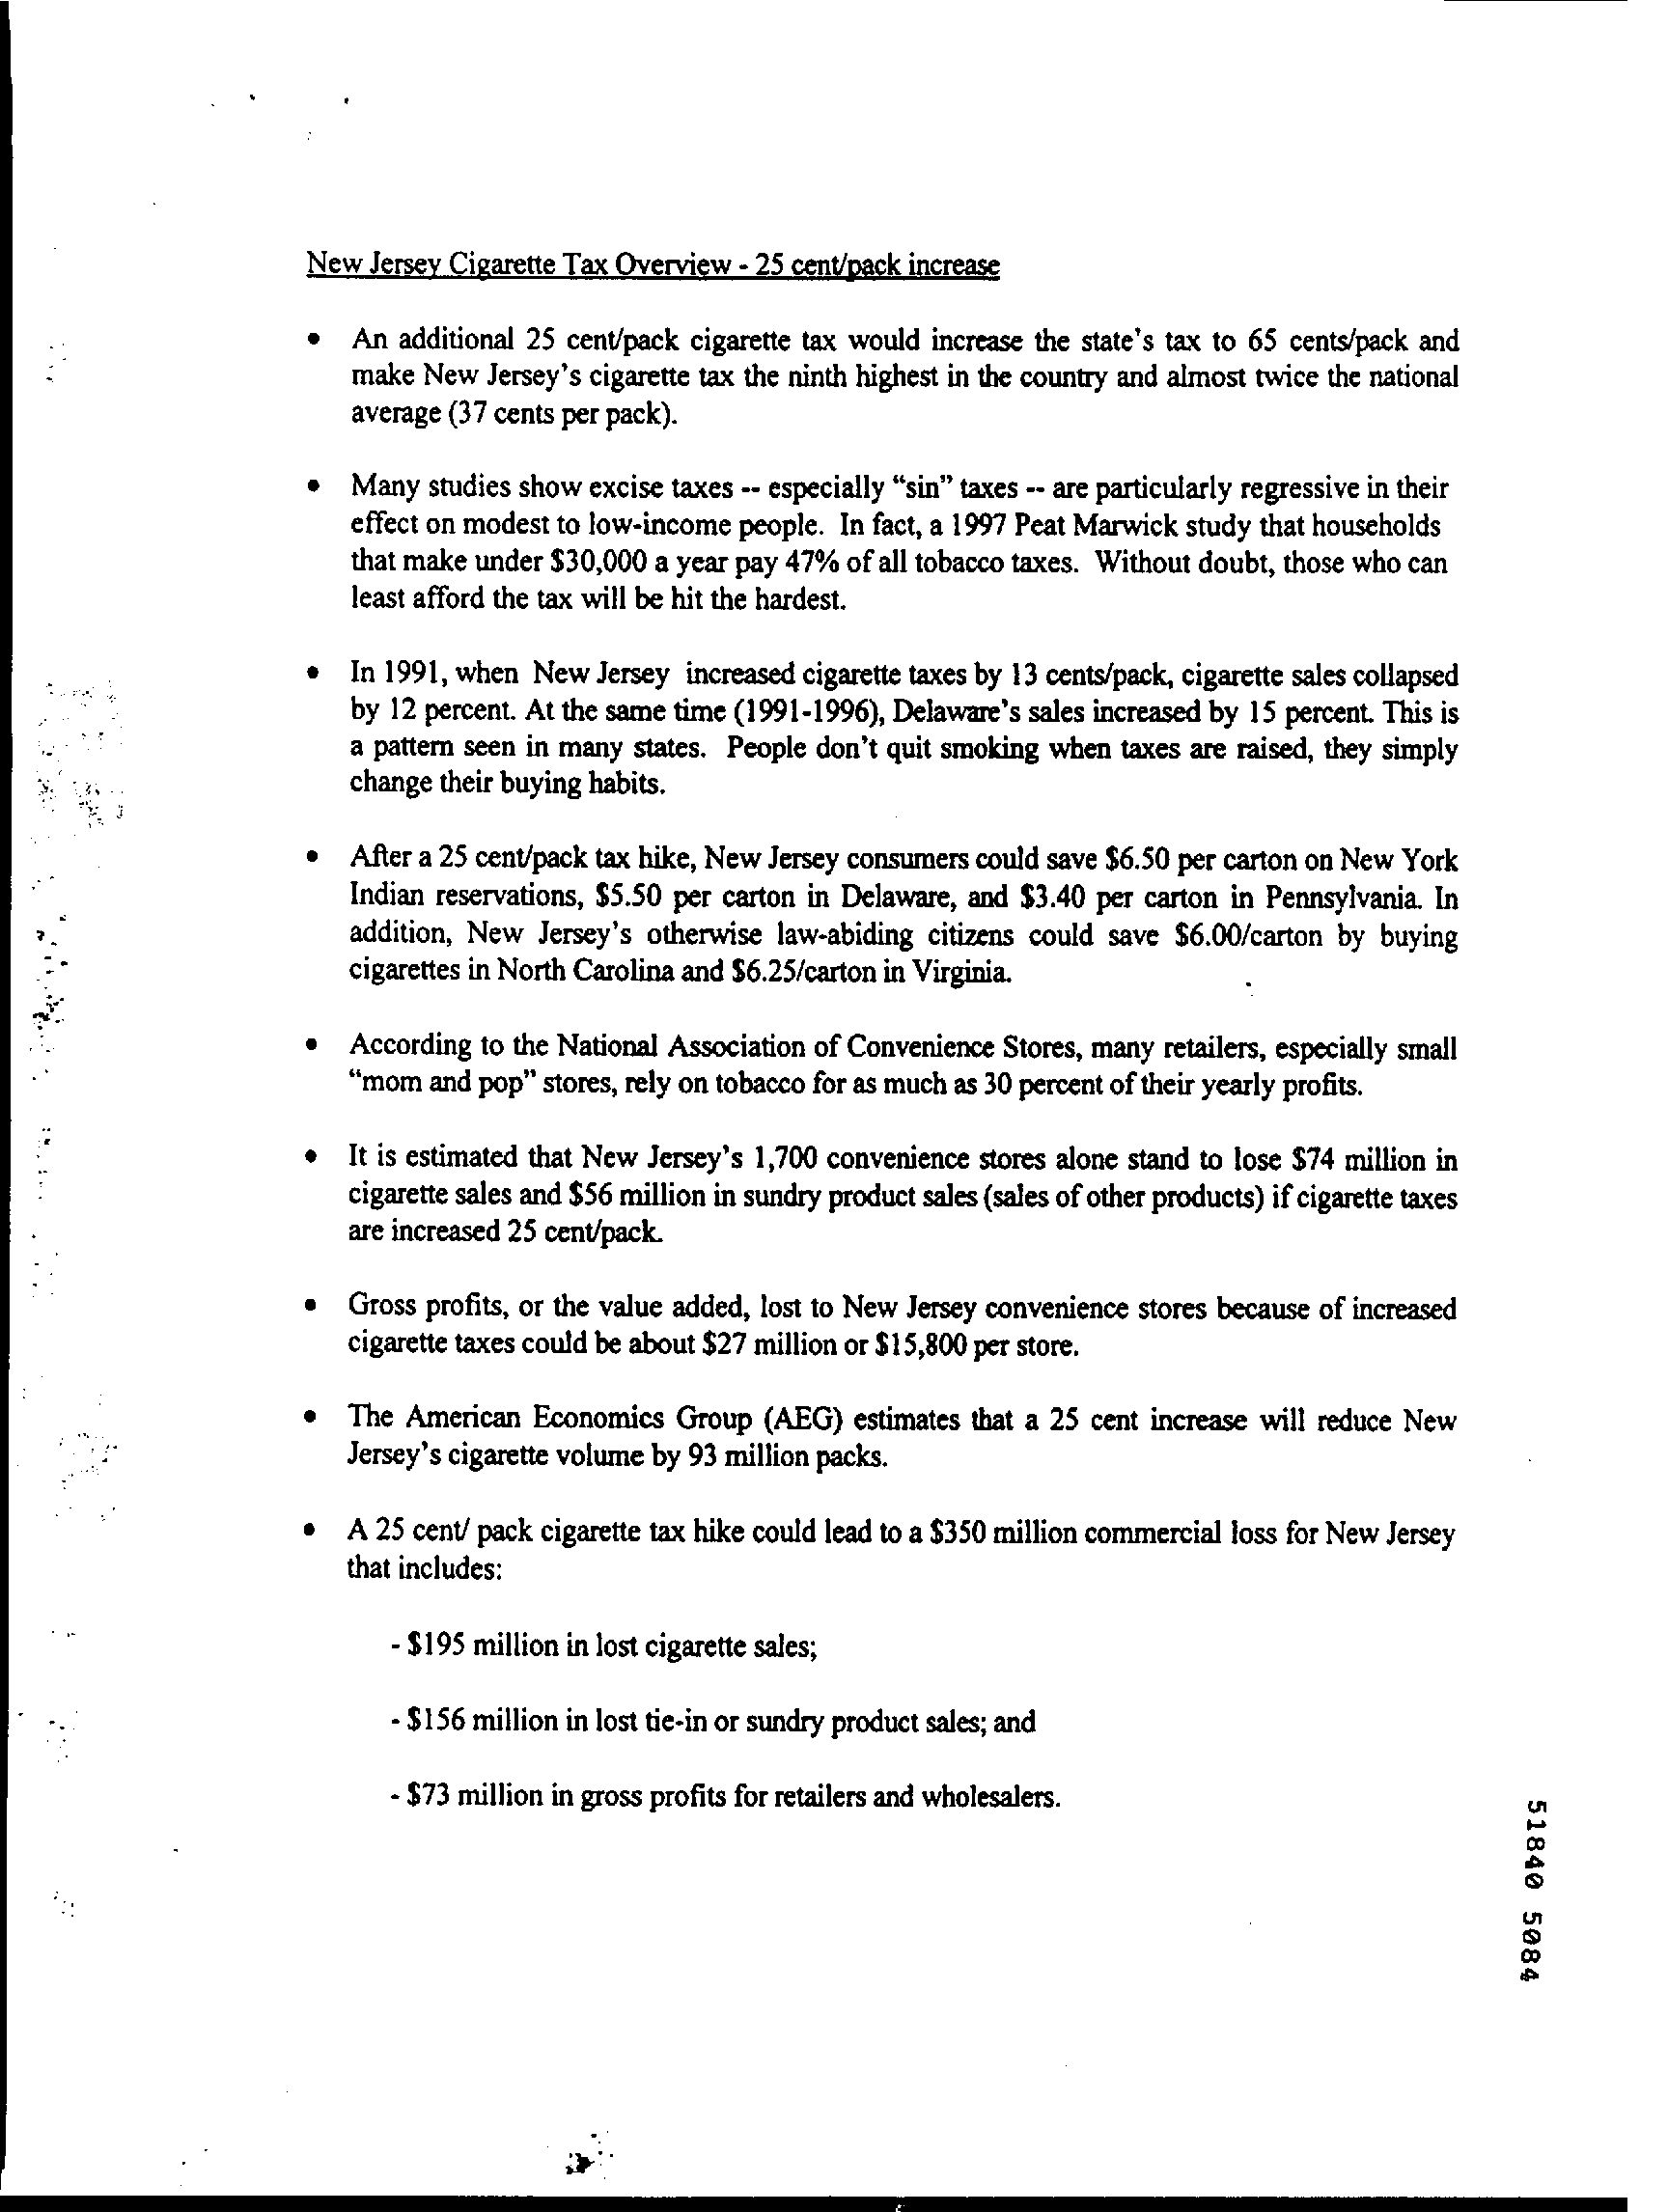 New Jersey Cigarette Tax Overview - 25 cent/pack increase
• An additional 25 cent/pack cigarette tax would increase the state's tax to 65 cents/pack and
make New Jersey's cigarette tax the ninth highest in the country and almost twice the national
average (37 cents per pack).
• Many studies show excise taxes -- especially “sin” taxes -- are particularly regressive in their
effect on modest to low-income people. In fact, a 1997 Peat Marwick study that households
that make under $30,000 a year pay 47% of all tobacco taxes. Without doubt, those who can
least afford the tax will be hit the hardest.
• In 1991, when New Jersey increased cigarette taxes by 13 cents/pack, cigarette sales collapsed
by 12 percent. At the same time (1991-1996), Delaware's sales increased by 15 percent. This is
a pattern seen in many states. People don't quit smoking when taxes are raised, they simply
change their buying habits.
• After a 25 cent/pack tax hike, New Jersey consumers could save $6.50 per carton on New York
Indian reservations, $5.50 per carton in Delaware, and $3.40 per carton in Pennsylvania. In
addition, New Jersey's otherwise law-abiding citizens could save $6.00/carton by buying
cigarettes in North Carolina and $6.25/carton in Virginia.
• According to the National Association of Convenience Stores, many retailers, especially small
“mom and pop” stores, rely on tobacco for as much as 30 percent of their yearly profits.
• It is estimated that New Jersey's 1,700 convenience stores alone stand to lose $74 million in
cigarette sales and $56 million in sundry product sales (sales of other products) if cigarette taxes
are increased 25 cent/pack.
• Gross profits, or the value added, lost to New Jersey convenience stores because of increased
cigarette taxes could be about $27 million or $15,800 per store.
• The American Economics Group (AEG) estimates that a 25 cent increase will reduce New
Jersey's cigarette volume by 93 million packs.
• A 25 cent/ pack cigarette tax hike could lead to a $350 million commercial loss for New Jersey
that includes:
- $195 million in lost cigarette sales;
- $156 million in lost tie-in or sundry product sales; and
- $73 million in gross profits for retailers and wholesalers.
51840 5084